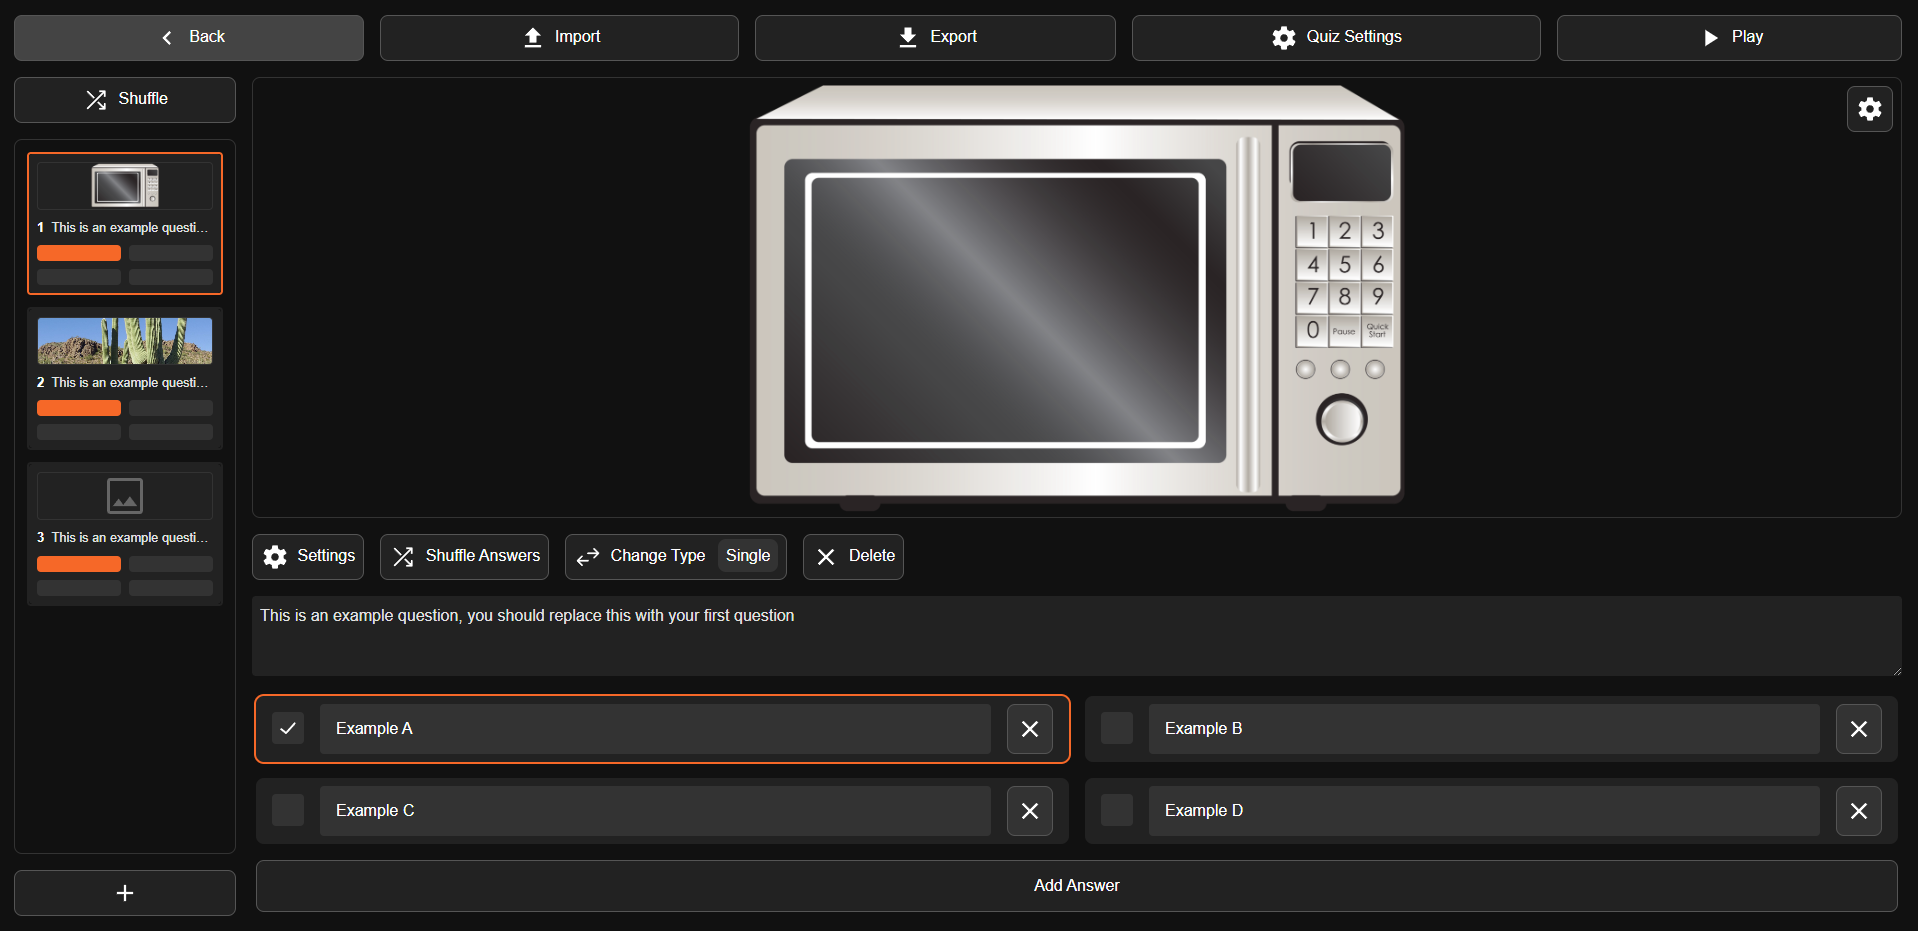 Back
Import
Export
Quiz Settings
Play
Shuffle
1 This is an example questi...
2 This is an example questi...
3 This is an example questi...
1 2 3
4 5 6
7 8 9
0 Pause Quick Start
Settings
Shuffle Answers
Change Type Single
Delete
This is an example question, you should replace this with your first question
Example A
Example B
Example C
Example D
Add Answer